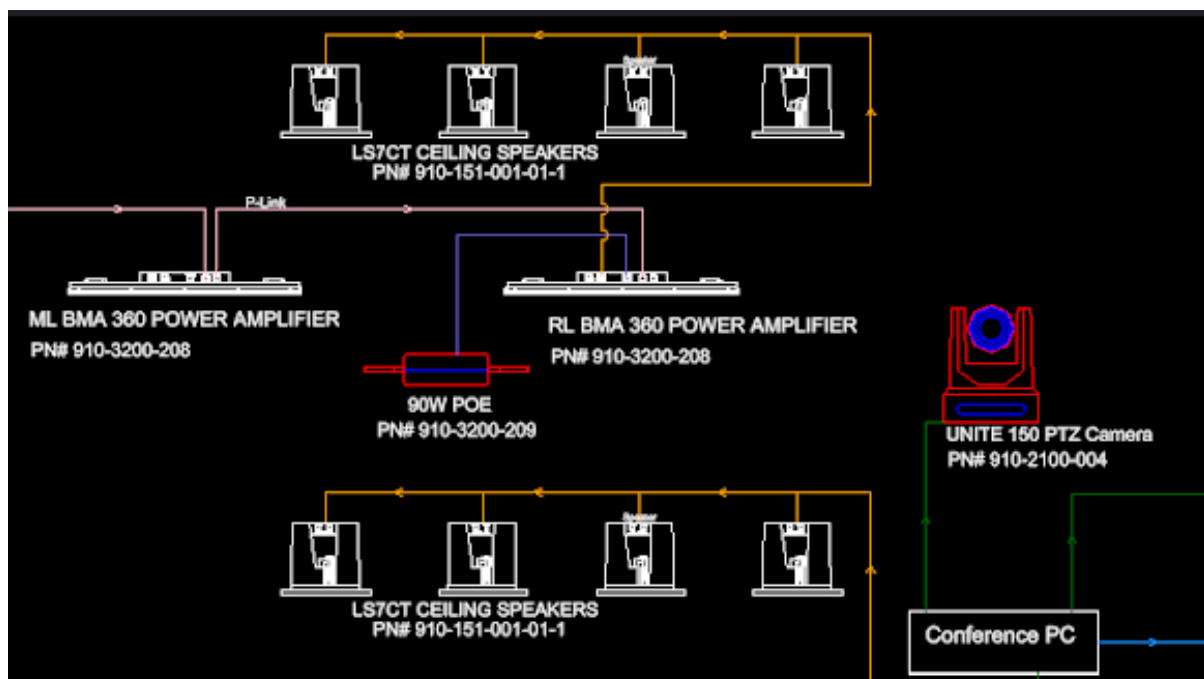 Speaker
LS7CT CEILING SPEAKERS
PN# 910-151-001-01-1
P-Link
ML BMA 360 POWER AMPLIFIER
PN# 910-3200-208
RL BMA 360 POWER AMPLIFIER
PN# 910-3200-208
90W POE
PN# 910-3200-209
UNITE 150 PTZ Camera
PN# 910-2100-004
Speaker
LS7CT CEILING SPEAKERS
PN# 910-151-001-01-1
Conference PC